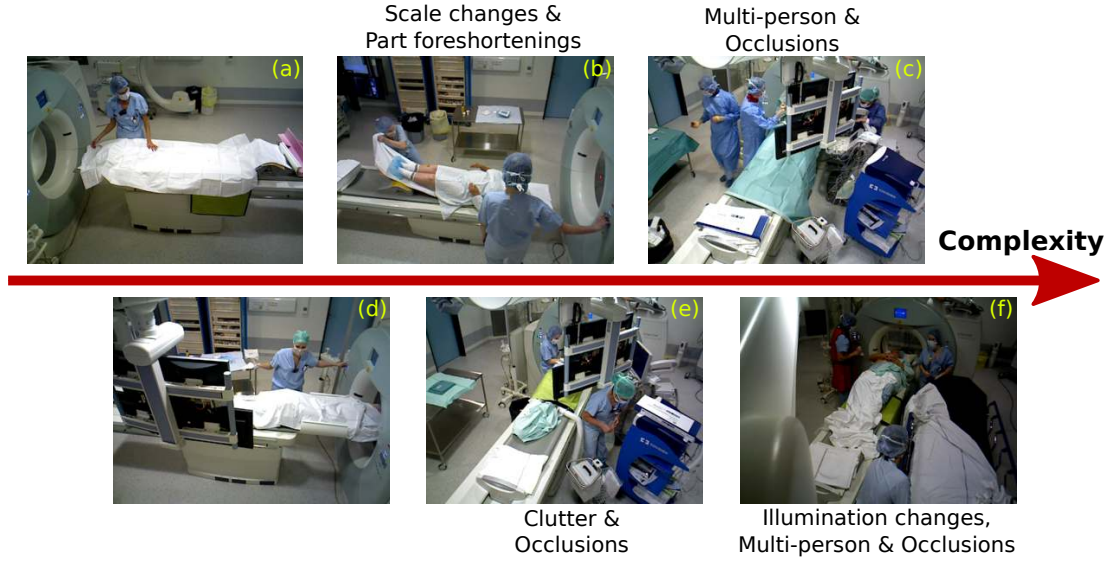 Scale changes &
Part foreshortenings
Multi-person &
Occlusions
(a)
(b)
(c)
Complexity
(d)
(e)
(f)
Clutter &
Occlusions
Illumination changes,
Multi-person & Occlusions